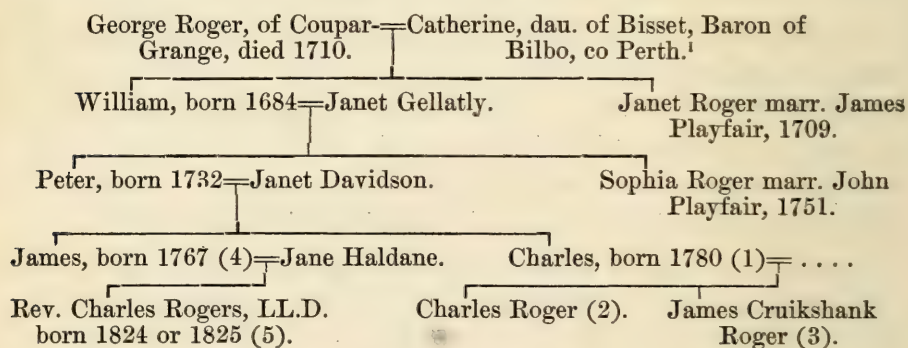 George Roger, of Coupar-=Catherine, dau. of Bisset, Baron of
Grange, died 1710. Bilbo, co Perth.¹
William, born 1684=Janet Gellatly. Janet Roger marr. James
Playfair, 1709.
Peter, born 1732=Janet Davidson. Sophia Roger marr. John
Playfair, 1751.
James, born 1767 (4)=Jane Haldane. Charles, born 1780 (1)= . . . .
Rev. Charles Rogers, LL.D. Charles Roger (2). James Cruikshank
born 1824 or 1825 (5). Roger (3).